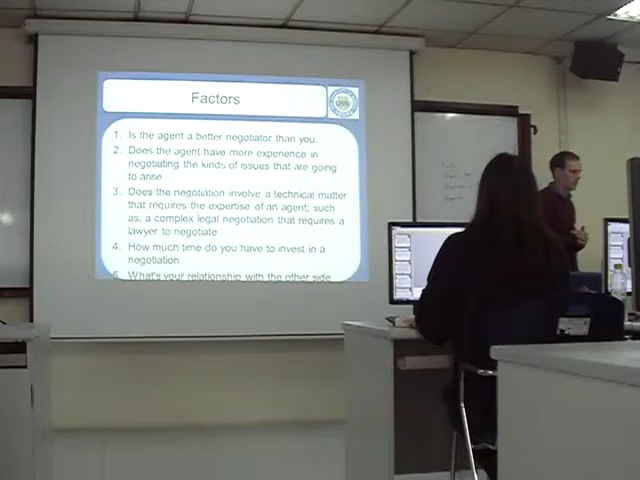 Factors
1. Is the agent a better negotiator than you.
2. Does the agent have more experience in
negotiating the kinds of issues that are going
to arise
3. Does the negotiation involve a technical matter
that requires the expertise of an agent; such
as, a complex legal negotiation that requires a
lawyer to negotiate
4. How much time do you have to invest in a
negotiation
5. What's your relationship with the other side